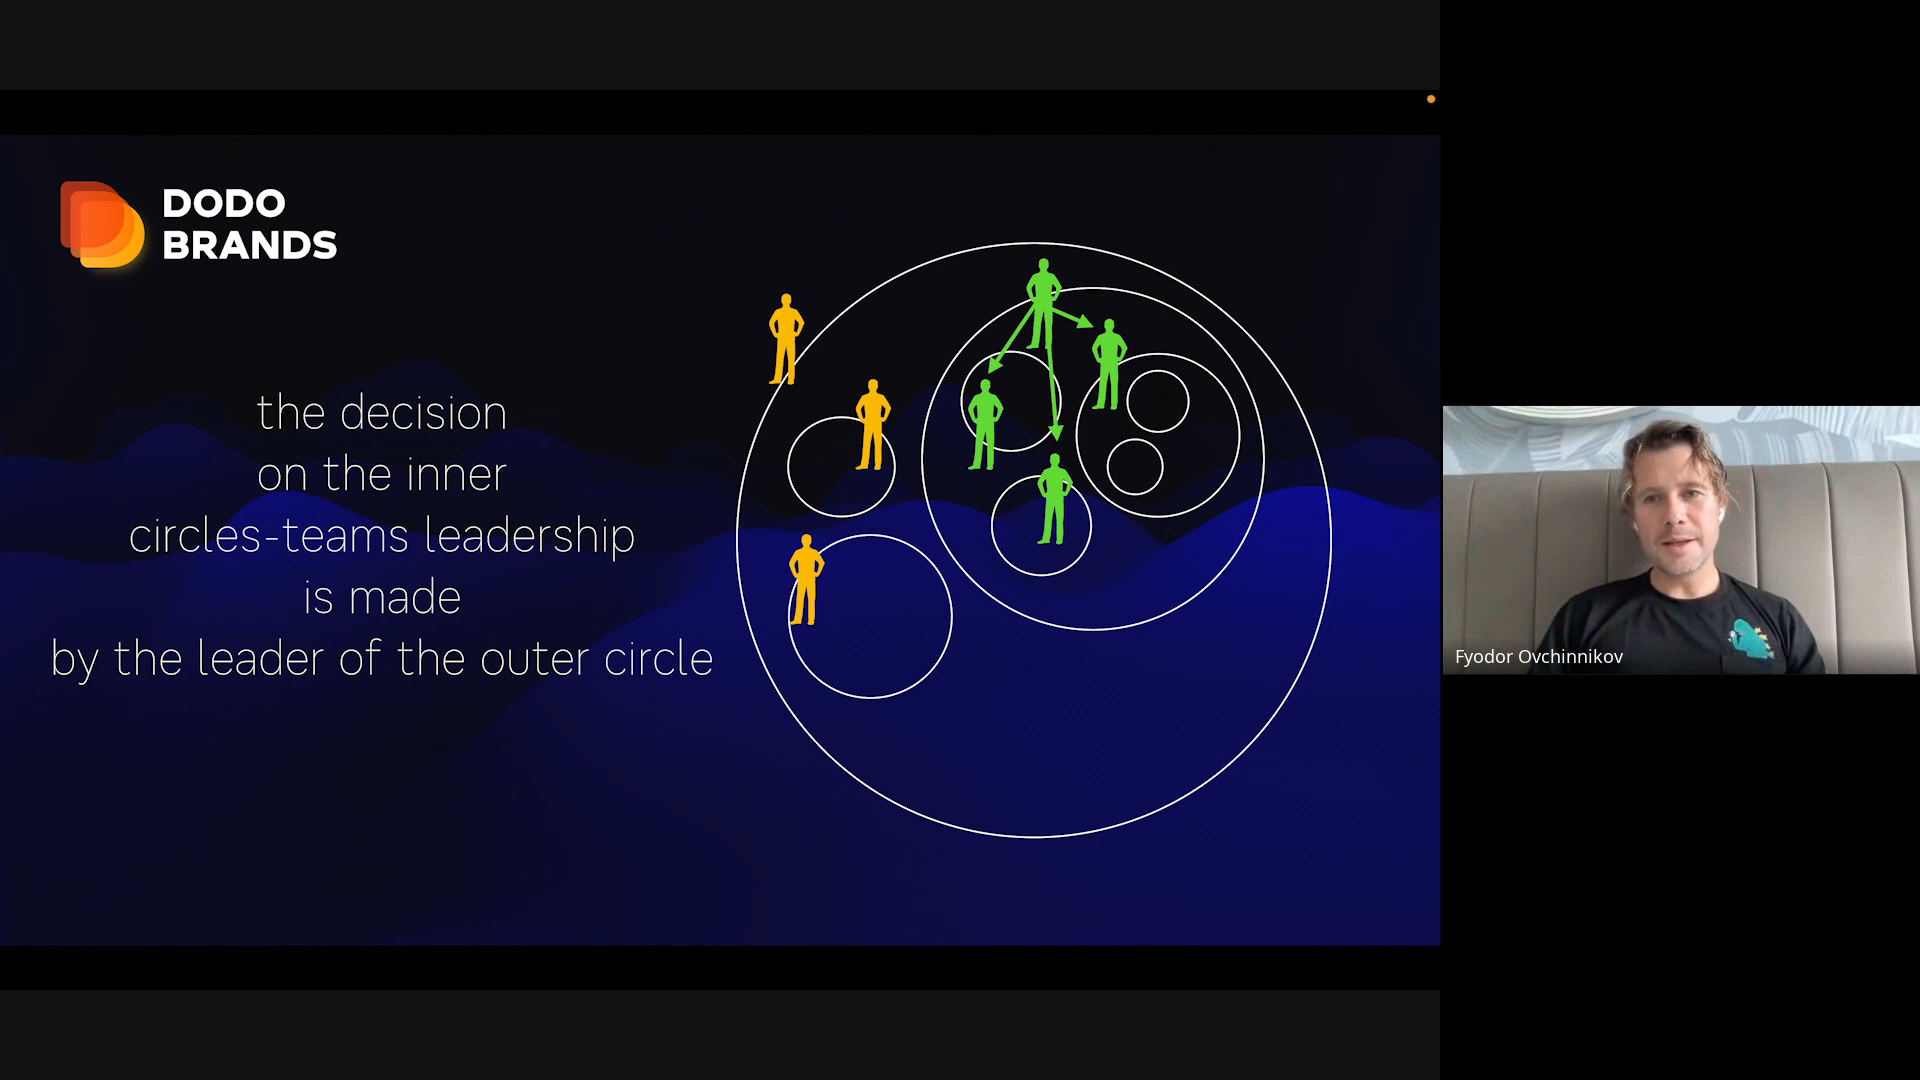 DODO
BRANDS
the decision
on the inner
circles-teams leadership
is made
by the leader of the outer circle
Fyodor Ovchinnikov